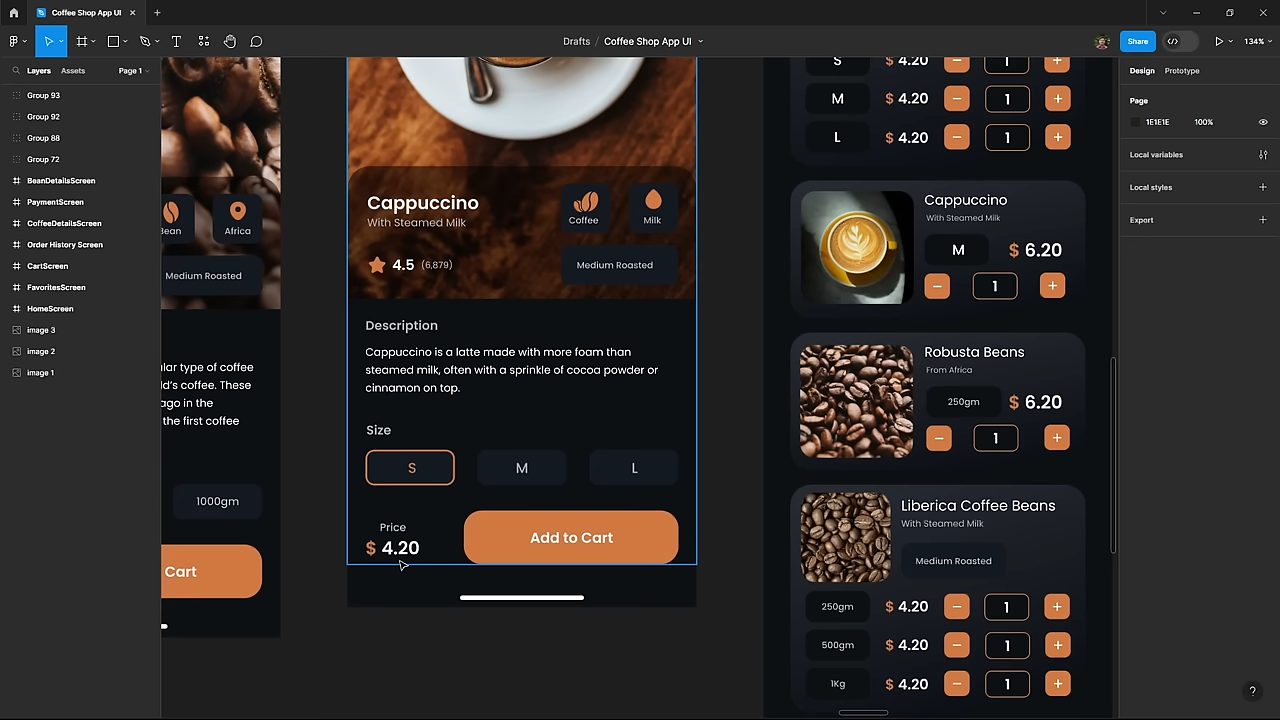 Coffee Shop App UI
Drafts / Coffee Shop App UI
Share
134%
Layers
Assets
Page 1
Group 93
Group 92
Group 88
Group 72
BeanDetailsScreen
PaymentScreen
CoffeeDetailsScreen
Order History Screen
CartScreen
FavoritesScreen
HomeScreen
image 3
image 2
image 1
Bean
Africa
Medium Roasted
ular type of coffee
ld's coffee. These
ago in the
the first coffee
1000gm
Cart
Cappuccino
With Steamed Milk
Coffee
Milk
4.5 (6,879)
Medium Roasted
Description
Cappuccino is a latte made with more foam than
steamed milk, often with a sprinkle of cocoa powder or
cinnamon on top.
Size
S M L
Price
$ 4.20
Add to Cart
S $ 4.20 − 1 +
M $ 4.20 − 1 +
L $ 4.20 − 1 +
Cappuccino
With Steamed Milk
M $ 6.20
− 1 +
Robusta Beans
From Africa
250gm $ 6.20
− 1 +
Liberica Coffee Beans
With Steamed Milk
Medium Roasted
250gm $ 4.20 − 1 +
500gm $ 4.20 − 1 +
1Kg $ 4.20 − 1 +
Design
Prototype
Page
1E1E1E 100%
Local variables
Local styles
Export
?